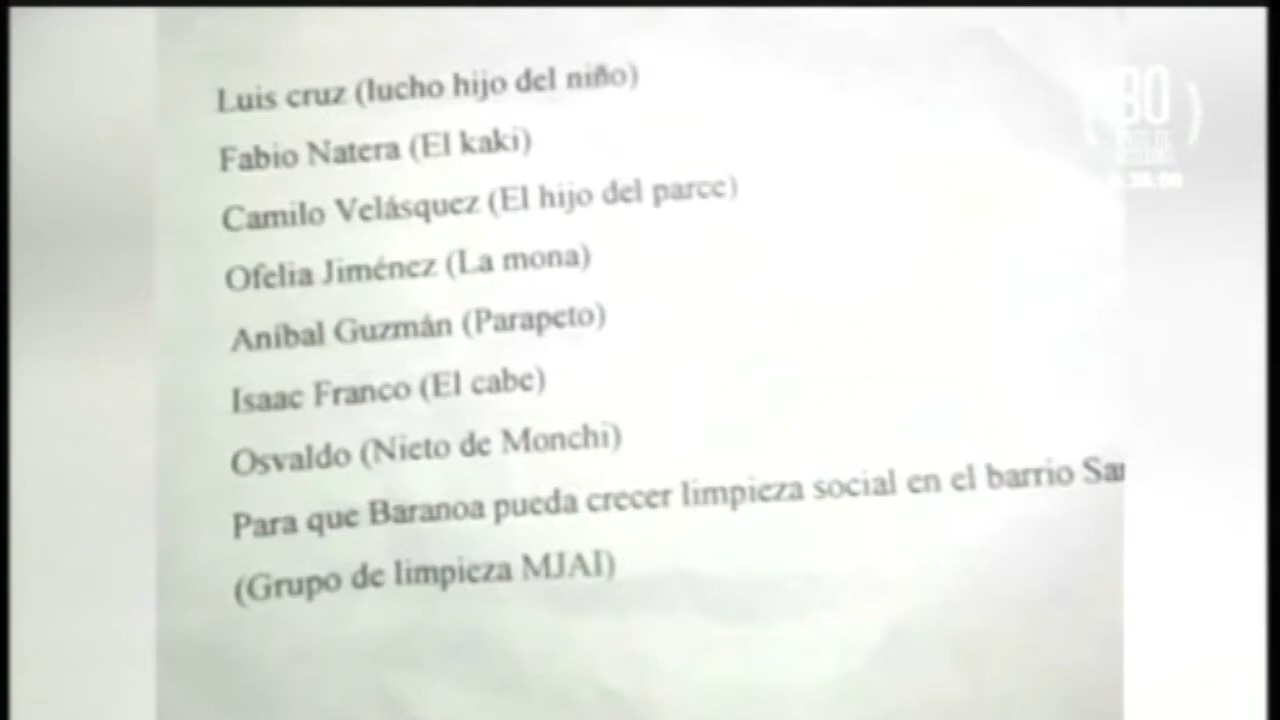 Luis cruz (lucho hijo del niño)
Fabio Natera (El kaki)
Camilo Velásquez (El hijo del parce)
Ofelia Jiménez (La mona)
Aníbal Guzmán (Parapeto)
Isaac Franco (El cabe)
Osvaldo (Nieto de Monchi)
Para que Baranoa pueda crecer limpieza social en el barrio
(Grupo de limpieza MJAI)